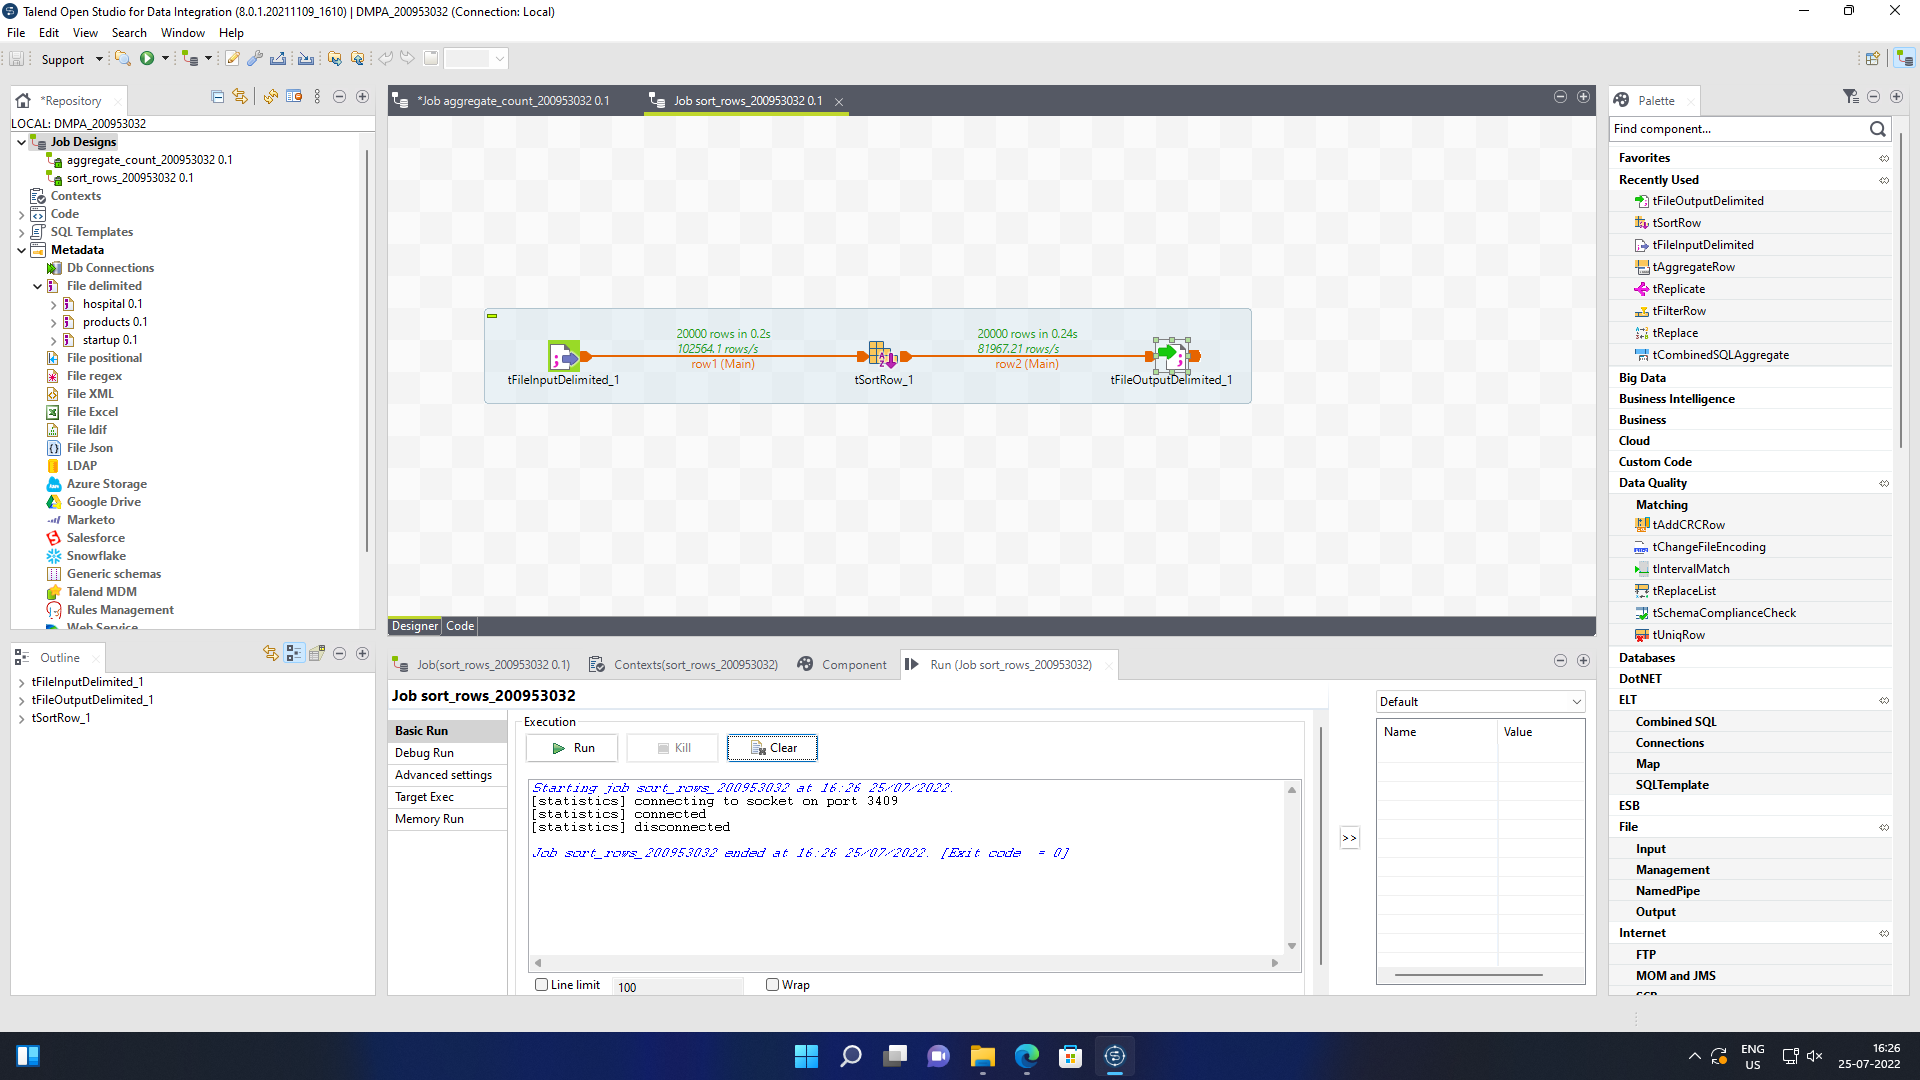 Talend Open Studio for Data Integration (8.0.1.20211109_1610) | DMPA_200953032 (Connection: Local)
File Edit View Search Window Help
Support
*Repository
LOCAL: DMPA_200953032
Job Designs
aggregate_count_200953032 0.1
sort_rows_200953032 0.1
Contexts
Code
SQL Templates
Metadata
Db Connections
File delimited
hospital 0.1
products 0.1
startup 0.1
File positional
File regex
File XML
File Excel
File ldif
File Json
LDAP
Azure Storage
Google Drive
Marketo
Salesforce
Snowflake
Generic schemas
Talend MDM
Rules Management
Web Service
Outline
tFileInputDelimited_1
tFileOutputDelimited_1
tSortRow_1
*Job aggregate_count_200953032 0.1
Job sort_rows_200953032 0.1
20000 rows in 0.2s
102564.1 rows/s
row1 (Main)
20000 rows in 0.24s
81967.21 rows/s
row2 (Main)
tFileInputDelimited_1
tSortRow_1
tFileOutputDelimited_1
Designer Code
Job(sort_rows_200953032 0.1)
Contexts(sort_rows_200953032)
Component
Run (Job sort_rows_200953032)
Job sort_rows_200953032
Basic Run
Debug Run
Advanced settings
Target Exec
Memory Run
Execution
Run
Kill
Clear
Starting job sort_rows_200953032 at 16:26 25/07/2022.
[statistics] connecting to socket on port 3409
[statistics] connected
[statistics] disconnected
Job sort_rows_200953032 ended at 16:26 25/07/2022. [Exit code  = 0]
Line limit
100
Wrap
>>
Default
Name
Value
Palette
Find component...
Favorites
Recently Used
tFileOutputDelimited
tSortRow
tFileInputDelimited
tAggregateRow
tReplicate
tFilterRow
tReplace
tCombinedSQLAggregate
Big Data
Business Intelligence
Business
Cloud
Custom Code
Data Quality
Matching
tAddCRCRow
tChangeFileEncoding
tIntervalMatch
tReplaceList
tSchemaComplianceCheck
tUniqRow
Databases
DotNET
ELT
Combined SQL
Connections
Map
SQLTemplate
ESB
File
Input
Management
NamedPipe
Output
Internet
FTP
MOM and JMS
ENG
US
16:26
25-07-2022